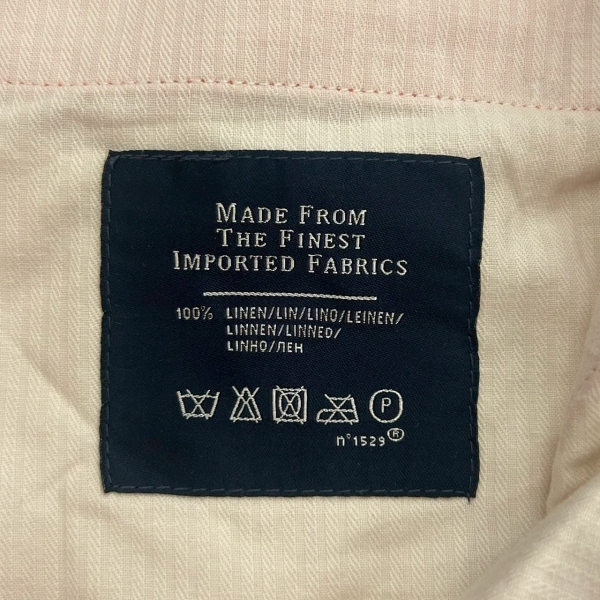 MADE FROM
THE FINEST
IMPORTED FABRICS
100% LINEN/LIN/LINO/LEINEN/
LINNEN/LINNED/
LINHO/ЛЕН
P
n°1529®